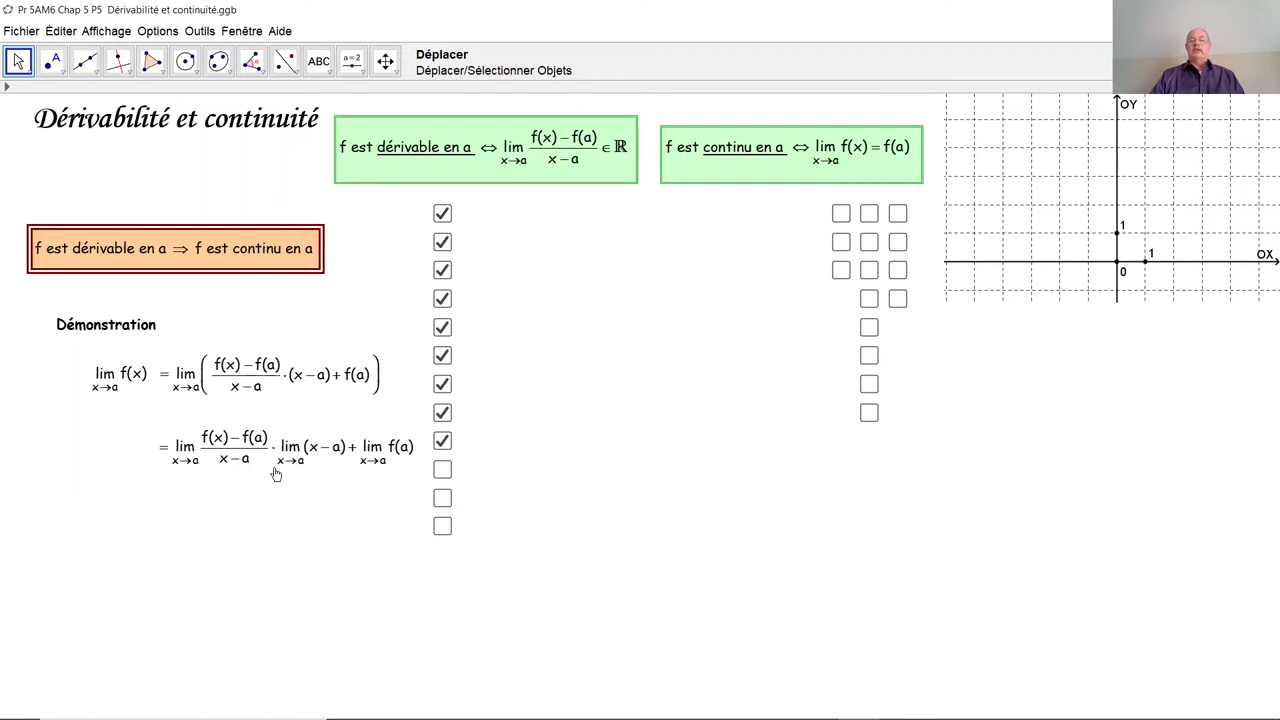 Pr 5AM6 Chap 5 P5 Dérivabilité et continuité.ggb
Fichier Éditer Affichage Options Outils Fenêtre Aide
A ABC a=2
Déplacer
Déplacer/Sélectionner Objets
Dérivabilité et continuité
f est dérivable en a ⇔ lim x→a (f(x) − f(a))/(x − a) ∈ ℝ
f est continu en a ⇔ lim x→a f(x) = f(a)
f est dérivable en a ⇒ f est continu en a
Démonstration
lim x→a f(x) = lim x→a ( (f(x) − f(a))/(x − a) · (x − a) + f(a) )
= lim x→a (f(x) − f(a))/(x − a) · lim x→a (x − a) + lim x→a f(a)
OY
1
1
OX
0